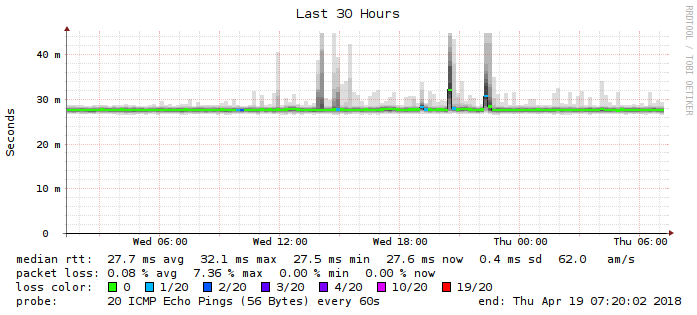 Last 30 Hours
RRDTOOL / TOBI OETIKER
Seconds
40 m
30 m
20 m
10 m
0
Wed 06:00 Wed 12:00 Wed 18:00 Thu 00:00 Thu 06:00
median rtt: 27.7 ms avg 32.1 ms max 27.5 ms min 27.6 ms now 0.4 ms sd 62.0 am/s
packet loss: 0.08 % avg 7.36 % max 0.00 % min 0.00 % now
loss color: 0 1/20 2/20 3/20 4/20 10/20 19/20
probe: 20 ICMP Echo Pings (56 Bytes) every 60s end: Thu Apr 19 07:20:02 2018